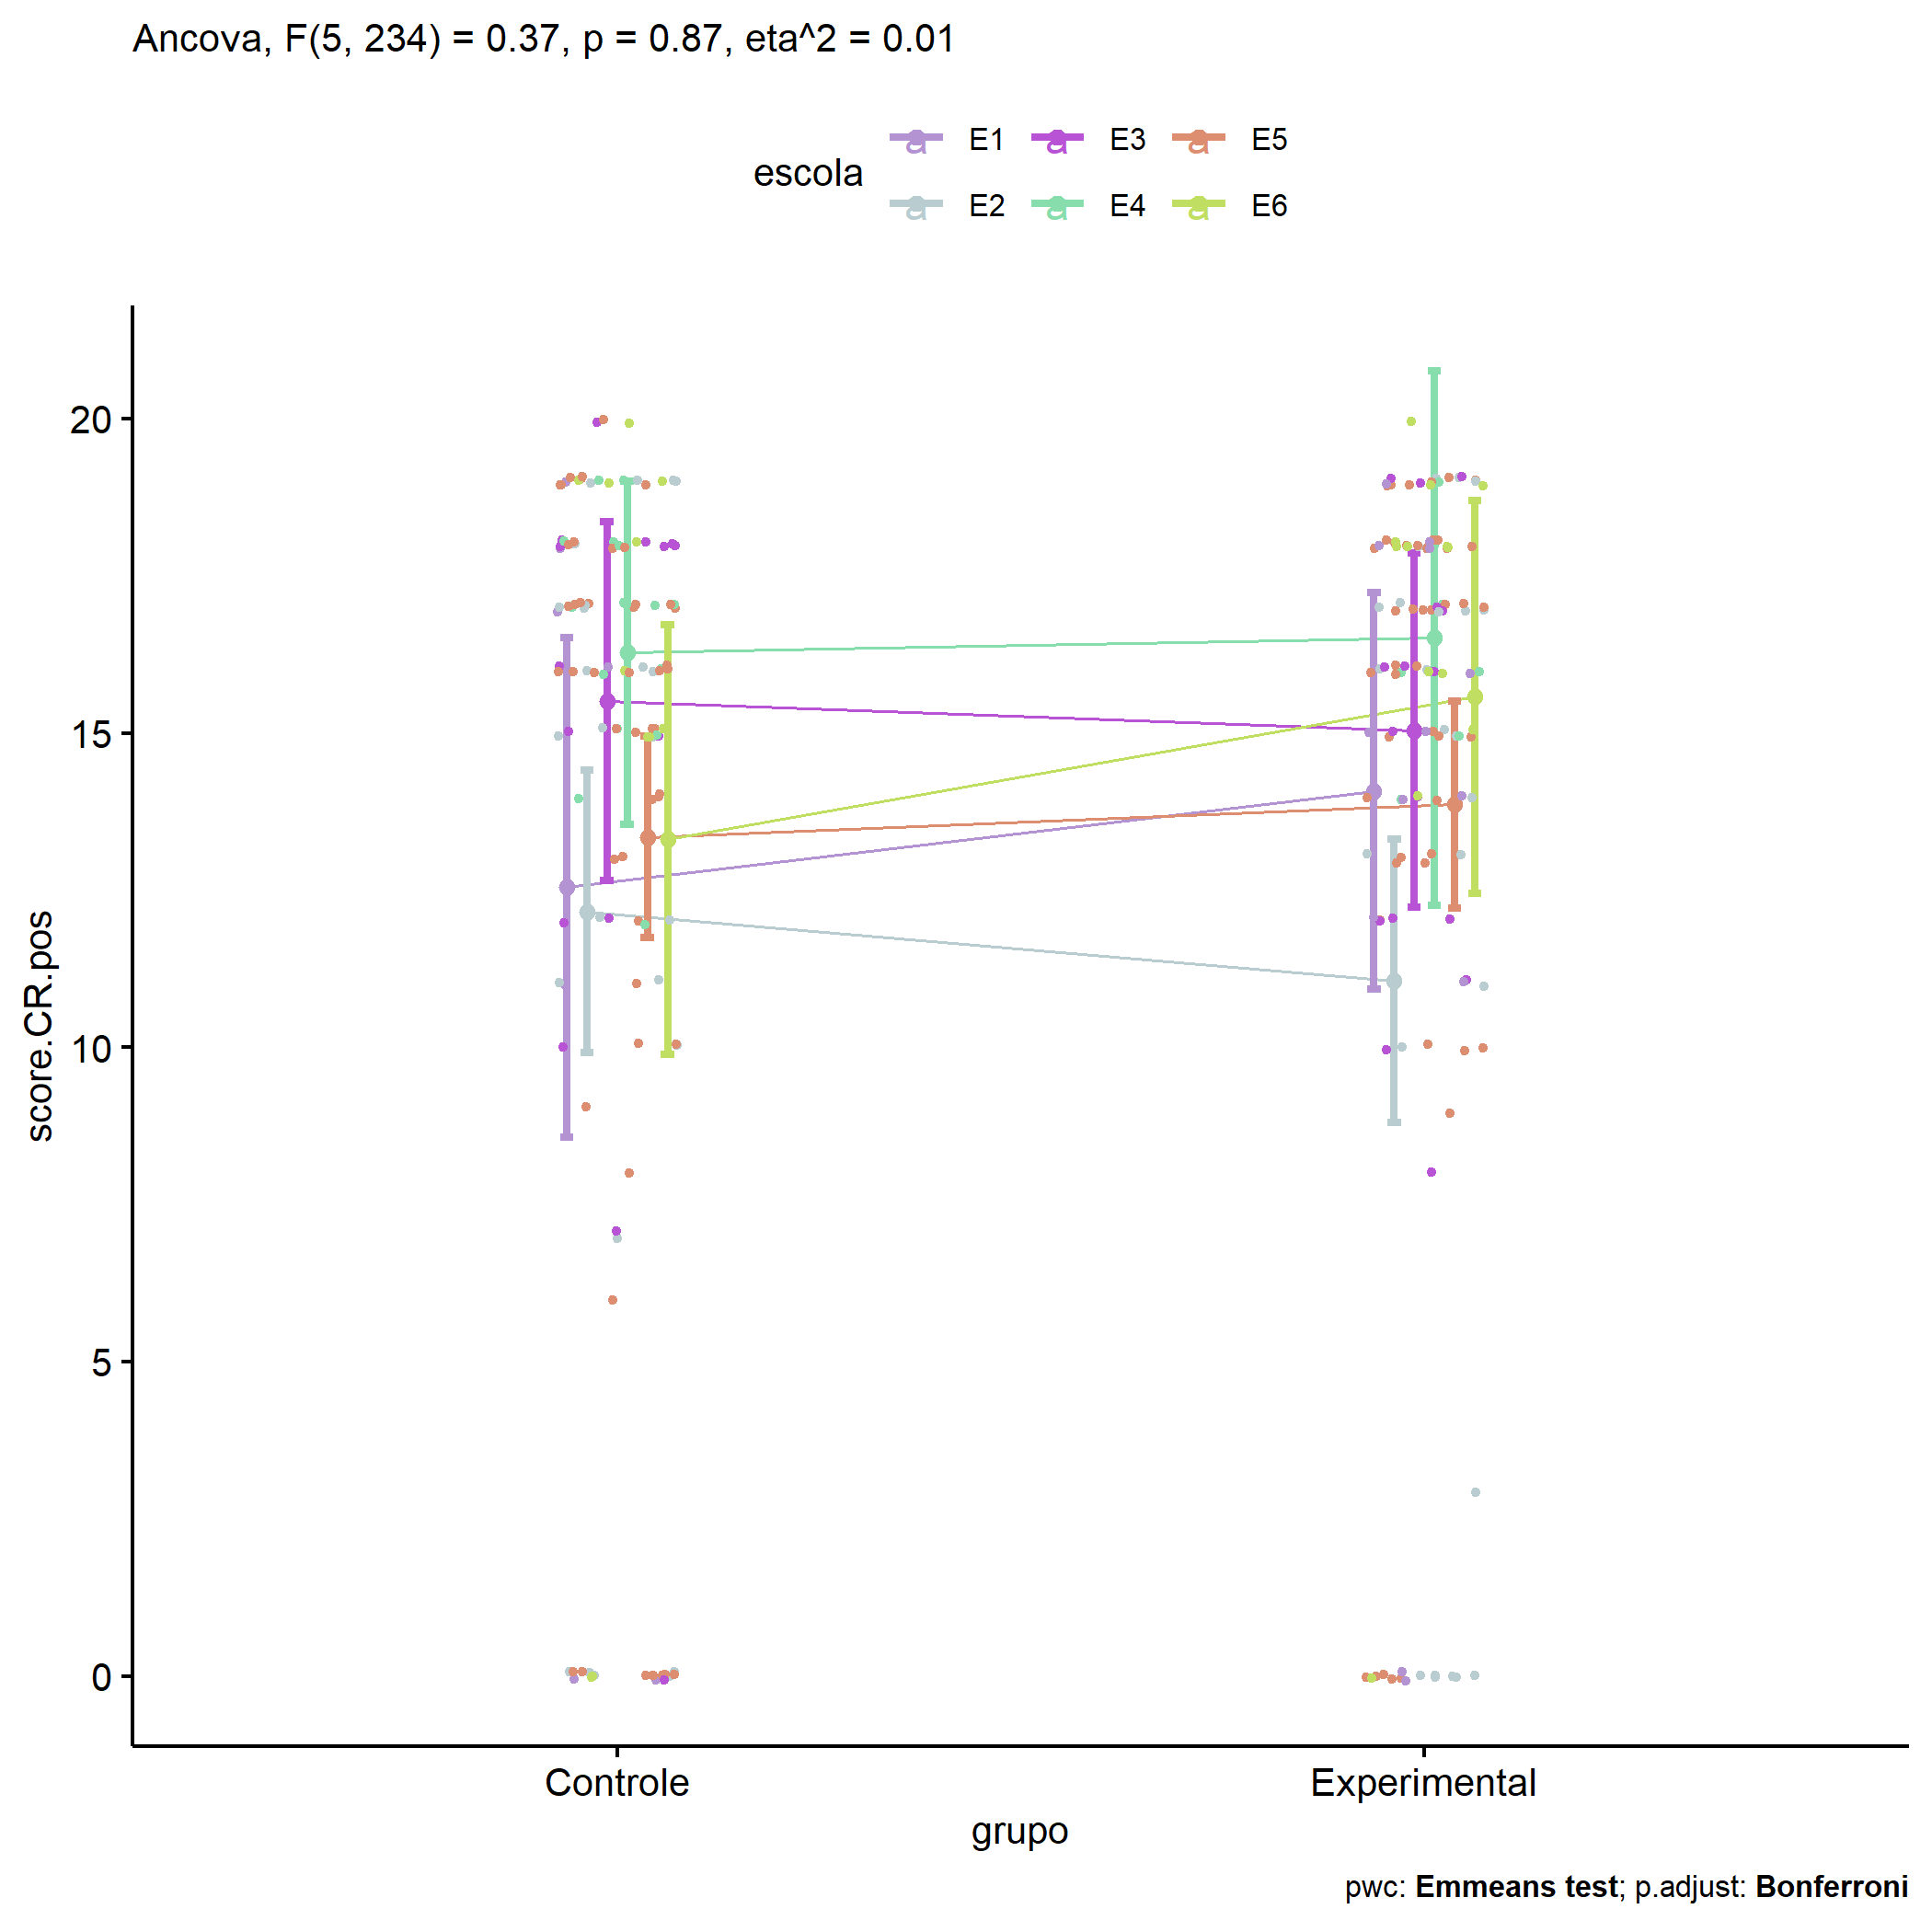 Ancova, F(5, 234) = 0.37, p = 0.87, eta^2 = 0.01
escola
a E1 a E3 a E5
a E2 a E4 a E6
score.CR.pos
20
15
10
5
0
Controle Experimental
grupo
pwc: Emmeans test; p.adjust: Bonferroni